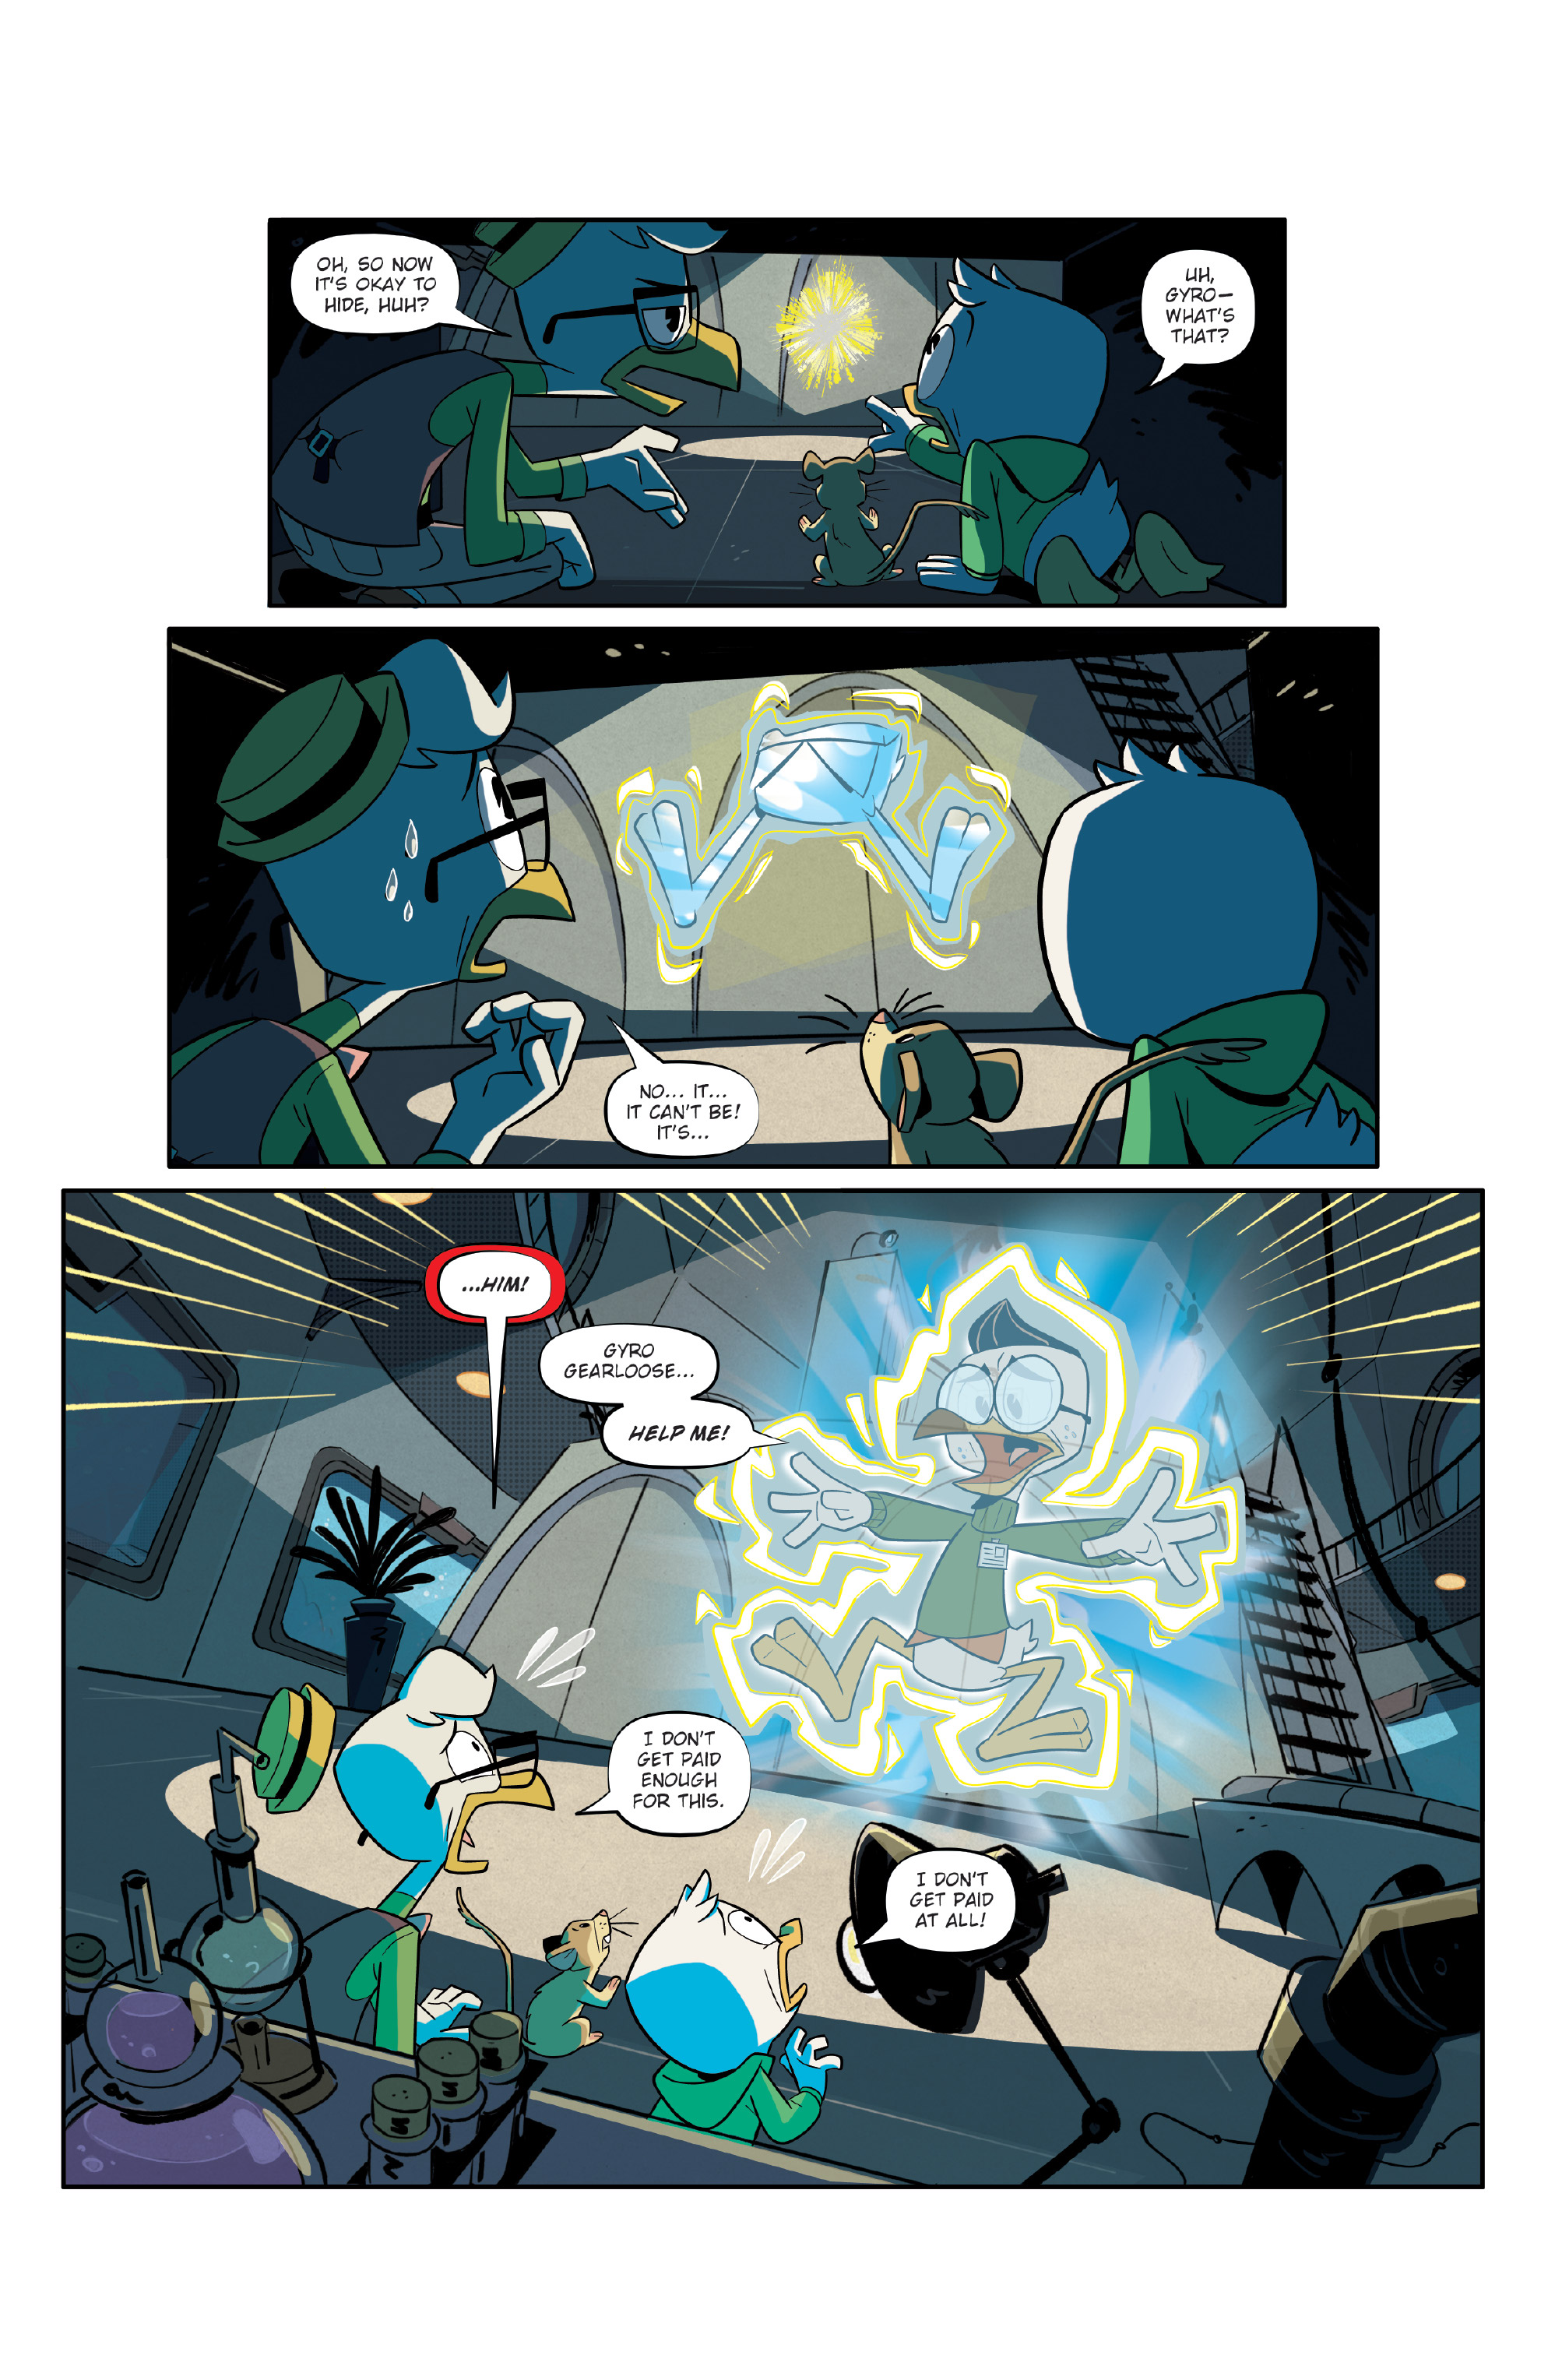 OH, SO NOW
IT'S OKAY TO
HIDE, HUH?
UH,
GYRO—
WHAT'S
THAT?
NO... IT...
IT CAN'T BE!
IT'S...
...HIM!
GYRO
GEARLOOSE...
HELP ME!
I DON'T
GET PAID
ENOUGH
FOR THIS.
I DON'T
GET PAID
AT ALL!